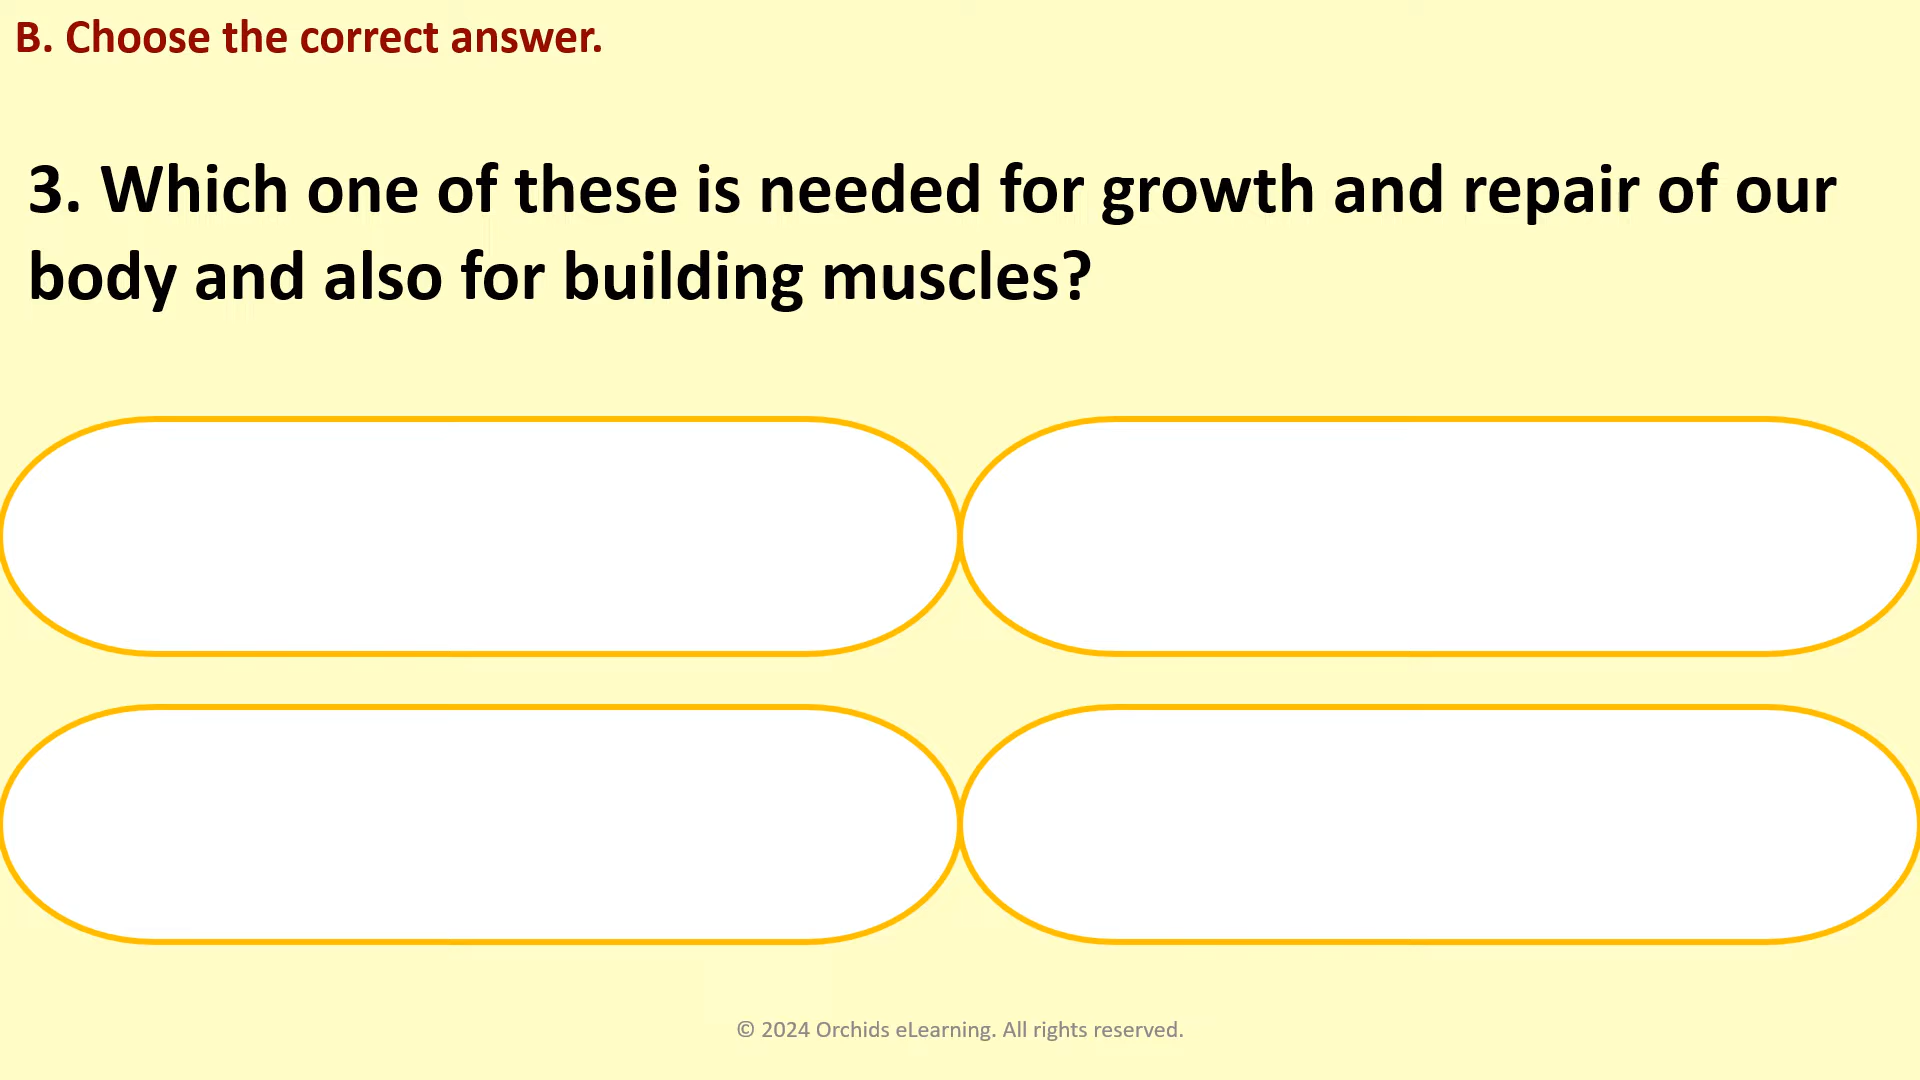 B. Choose the correct answer.
3. Which one of these is needed for growth and repair of our
body and also for building muscles?
© 2024 Orchids eLearning. All rights reserved.